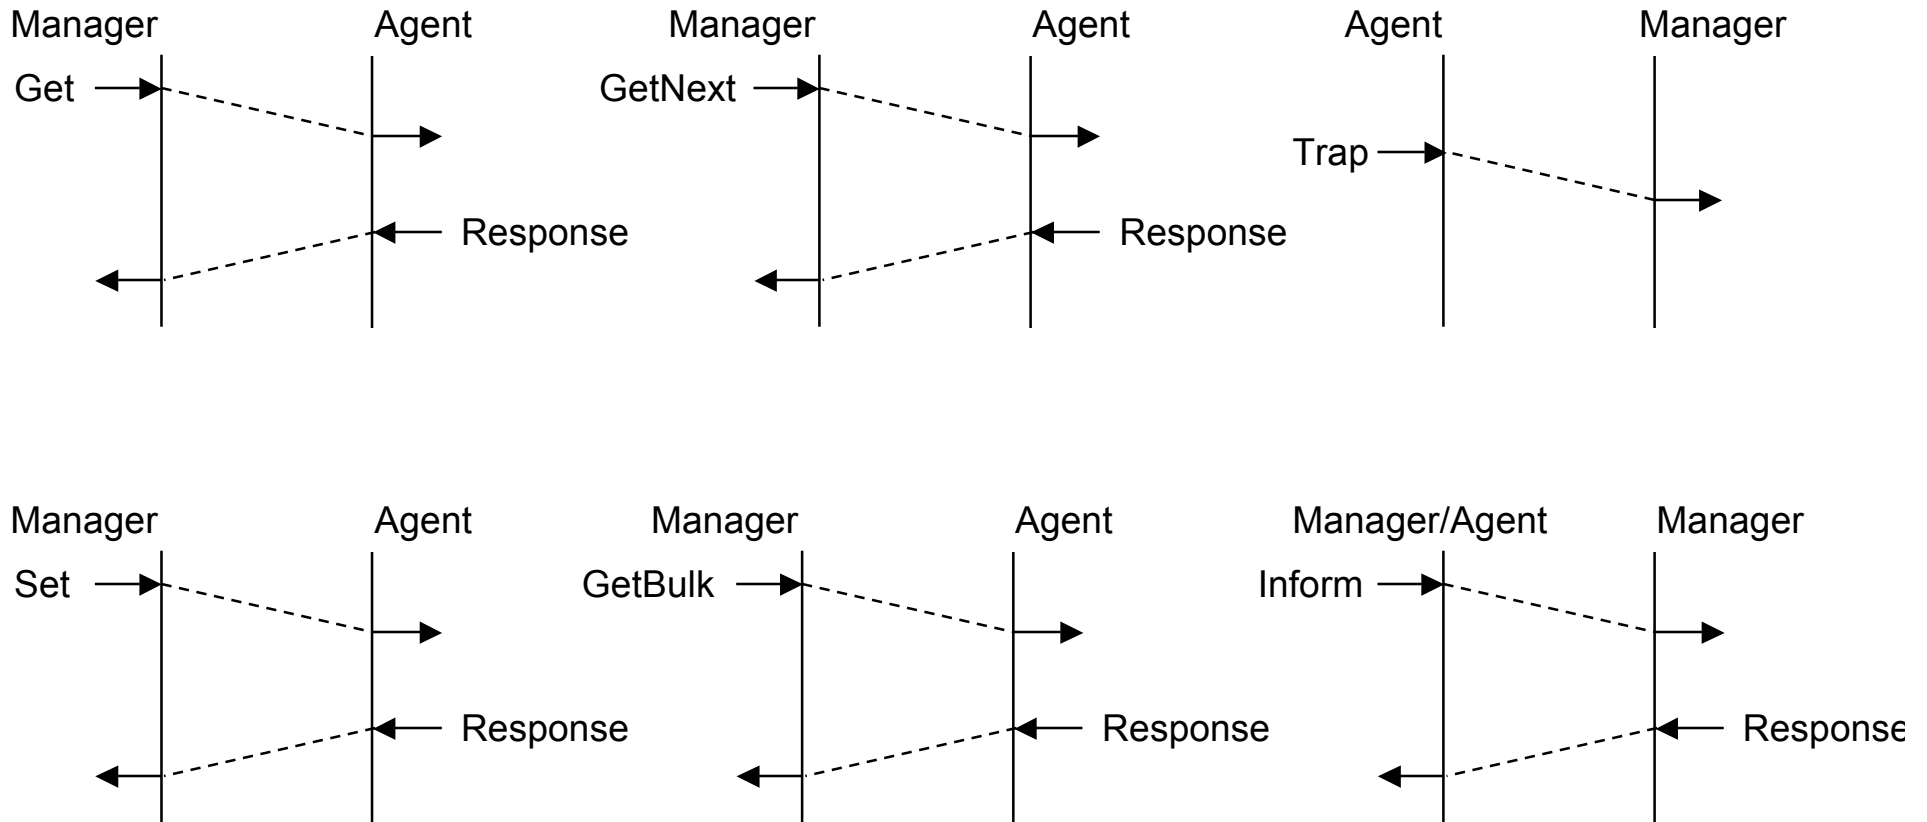 Manager Agent Manager Agent Agent Manager
Get GetNext
Trap
Response Response
Manager Agent Manager Agent Manager/Agent Manager
Set GetBulk Inform
Response Response Response